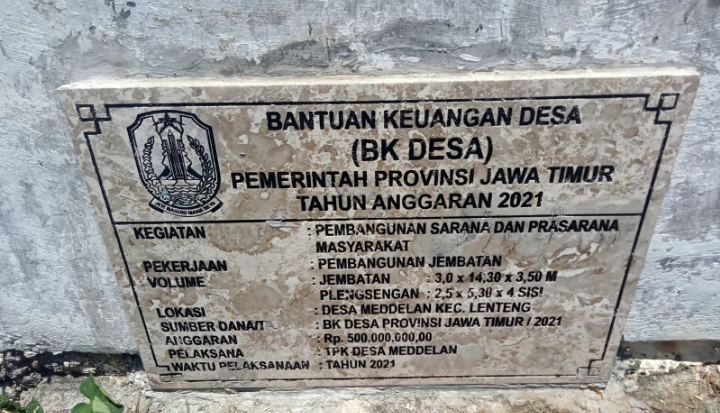 BANTUAN KEUANGAN DESA
(BK DESA)
PEMERINTAH PROVINSI JAWA TIMUR
TAHUN ANGGARAN 2021
KEGIATAN : PEMBANGUNAN SARANA DAN PRASARANA
MASYARAKAT
PEKERJAAN : PEMBANGUNAN JEMBATAN
VOLUME : JEMBATAN : 3,0 x 14,30 x 3,50 M
PLENGSENGAN : 2,5 x 5,30 x 4 SISI
LOKASI : DESA MEDDELAN KEC. LENTENG
SUMBER DANA/TA : BK DESA PROVINSI JAWA TIMUR / 2021
ANGGARAN : Rp. 500.000.000,00
PELAKSANA : TPK DESA MEDDELAN
WAKTU PELAKSANAAN : TAHUN 2021